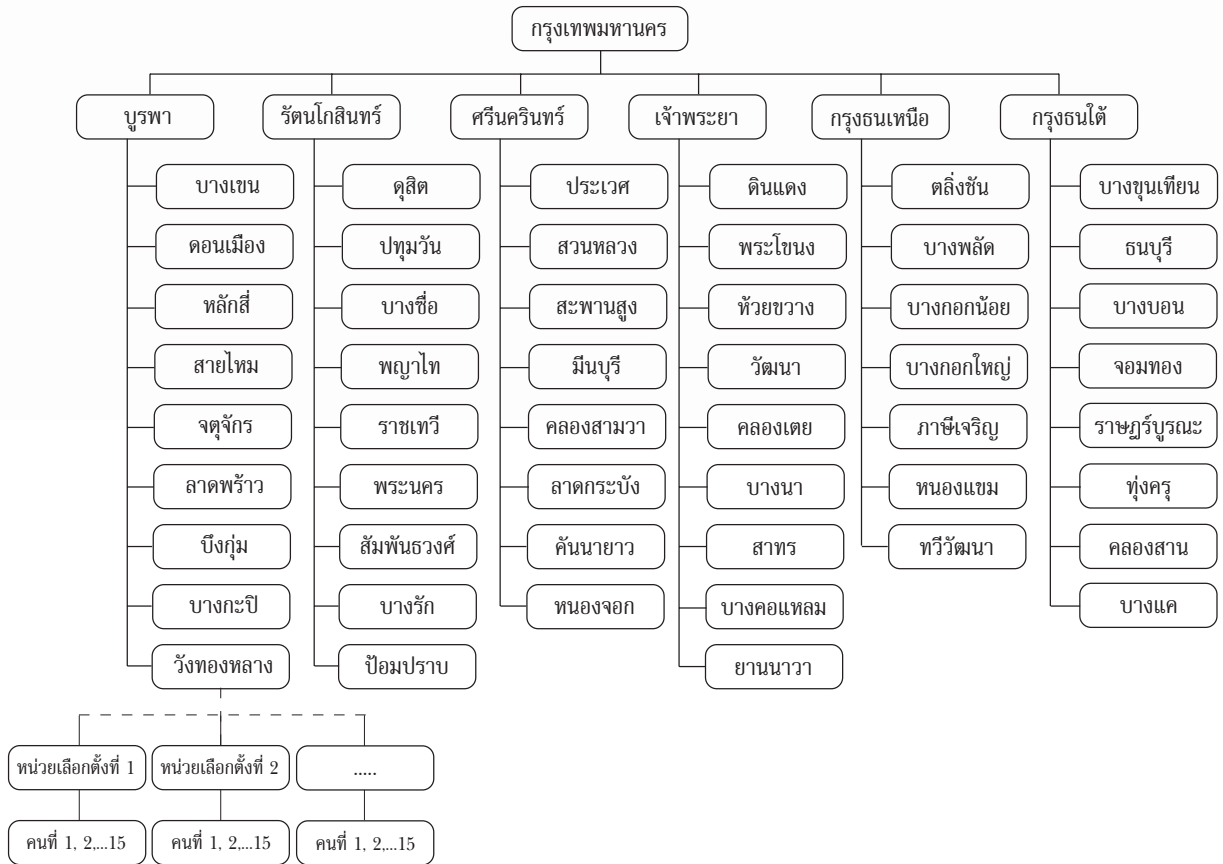 กรุงเทพมหานคร
บูรพา
รัตนโกสินทร์
ศรีนครินทร์
เจ้าพระยา
กรุงธนเหนือ
กรุงธนใต้
บางเขน
ดุสิต
ประเวศ
ดินแดง
ตลิ่งชัน
บางขุนเทียน
ดอนเมือง
ปทุมวัน
สวนหลวง
พระโขนง
บางพลัด
ธนบุรี
หลักสี่
บางซื่อ
สะพานสูง
ห้วยขวาง
บางกอกน้อย
บางบอน
สายไหม
พญาไท
มีนบุรี
วัฒนา
บางกอกใหญ่
จอมทอง
จตุจักร
ราชเทวี
คลองสามวา
คลองเตย
ภาษีเจริญ
ราษฎร์บูรณะ
ลาดพร้าว
พระนคร
ลาดกระบัง
บางนา
หนองแขม
ทุ่งครุ
บึงกุ่ม
สัมพันธวงศ์
คันนายาว
สาทร
ทวีวัฒนา
คลองสาน
บางกะปิ
บางรัก
หนองจอก
บางคอแหลม
บางแค
วังทองหลาง
ป้อมปราบ
ยานนาวา
หน่วยเลือกตั้งที่ 1
หน่วยเลือกตั้งที่ 2
.....
คนที่ 1, 2,...15
คนที่ 1, 2,...15
คนที่ 1, 2,...15